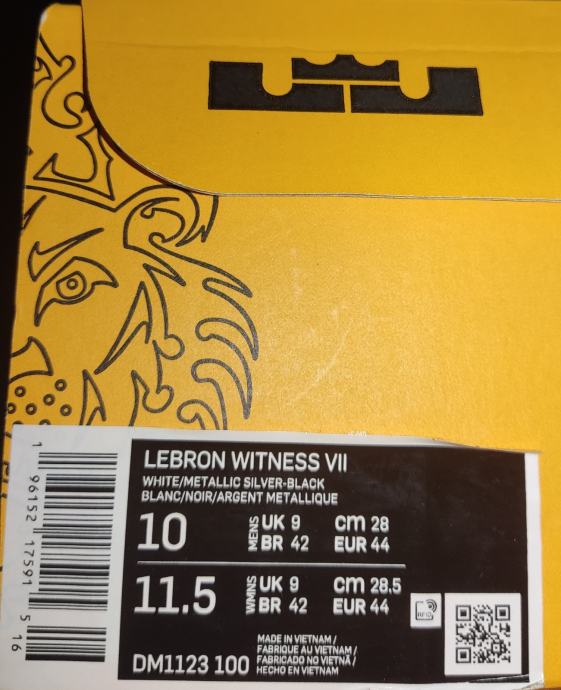 LEBRON WITNESS VII
WHITE/METALLIC SILVER-BLACK
BLANC/NOIR/ARGENT METALLIQUE
10 MENS UK 9 CM 28
BR 42 EUR 44
11.5 WMNS UK 9 CM 28.5
BR 42 EUR 44
DM1123 100
MADE IN VIETNAM /
FABRIQUE AU VIETNAM /
FABRICADO NO VIETNÃ /
HECHO EN VIETNAM
1 96152 17591 5 16